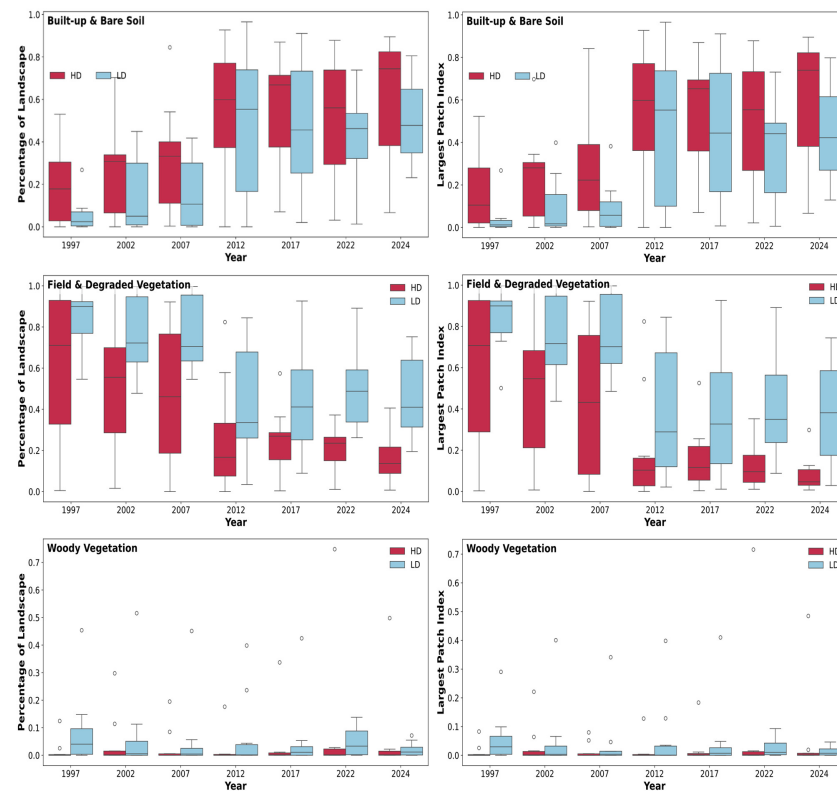 Built-up & Bare Soil
HD LD
Percentage of Landscape
1.0
0.8
0.6
0.4
0.2
0.0
1997 2002 2007 2012 2017 2022 2024
Year
Built-up & Bare Soil
HD LD
Largest Patch Index
1.0
0.8
0.6
0.4
0.2
0.0
1997 2002 2007 2012 2017 2022 2024
Year
Field & Degraded Vegetation
HD
LD
Percentage of Landscape
1.0
0.8
0.6
0.4
0.2
0.0
1997 2002 2007 2012 2017 2022 2024
Year
Field & Degraded Vegetation
HD
LD
Largest Patch Index
1.0
0.8
0.6
0.4
0.2
0.0
1997 2002 2007 2012 2017 2022 2024
Year
Woody Vegetation
HD
LD
Percentage of Landscape
0.7
0.6
0.5
0.4
0.3
0.2
0.1
0.0
1997 2002 2007 2012 2017 2022 2024
Year
Woody Vegetation
HD
LD
Largest Patch Index
0.7
0.6
0.5
0.4
0.3
0.2
0.1
0.0
1997 2002 2007 2012 2017 2022 2024
Year